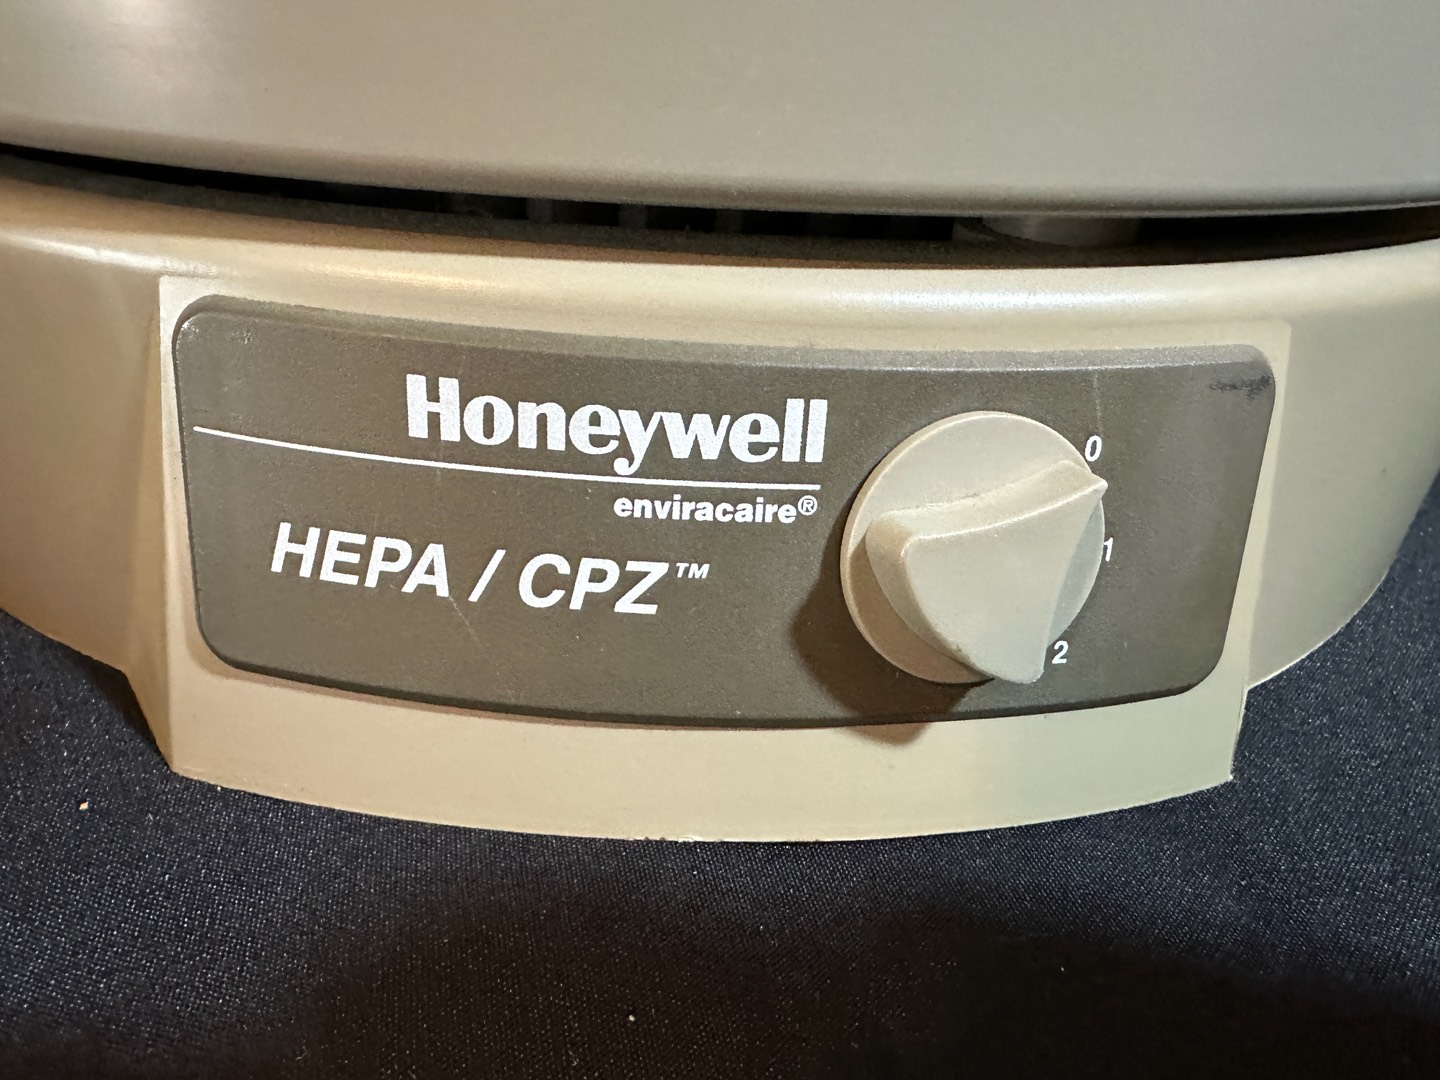 Honeywell
enviracaire®
HEPA / CPZ™
0
1
2